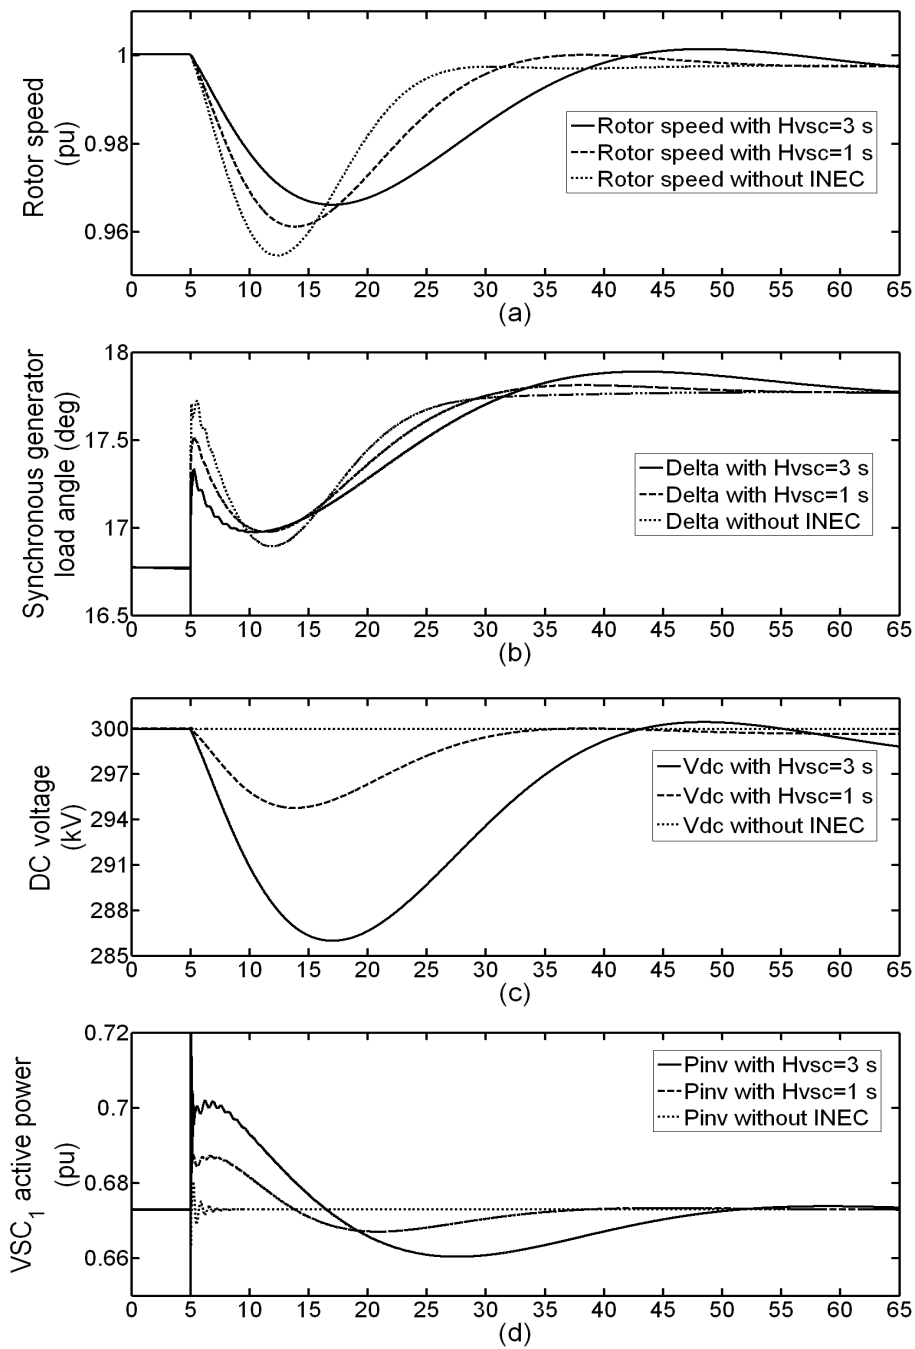 1
0.98
0.96
Rotor speed
(pu)
Rotor speed with Hvsc=3 s
Rotor speed with Hvsc=1 s
Rotor speed without INEC
0 5 10 15 20 25 30 35 40 45 50 55 60 65
(a)
18
17.5
17
16.5
Synchronous generator
load angle (deg)
Delta with Hvsc=3 s
Delta with Hvsc=1 s
Delta without INEC
0 5 10 15 20 25 30 35 40 45 50 55 60 65
(b)
300
297
294
291
288
285
DC voltage
(kV)
Vdc with Hvsc=3 s
Vdc with Hvsc=1 s
Vdc without INEC
0 5 10 15 20 25 30 35 40 45 50 55 60 65
(c)
0.72
0.7
0.68
0.66
VSC1 active power
(pu)
Pinv with Hvsc=3 s
Pinv with Hvsc=1 s
Pinv without INEC
0 5 10 15 20 25 30 35 40 45 50 55 60 65
(d)